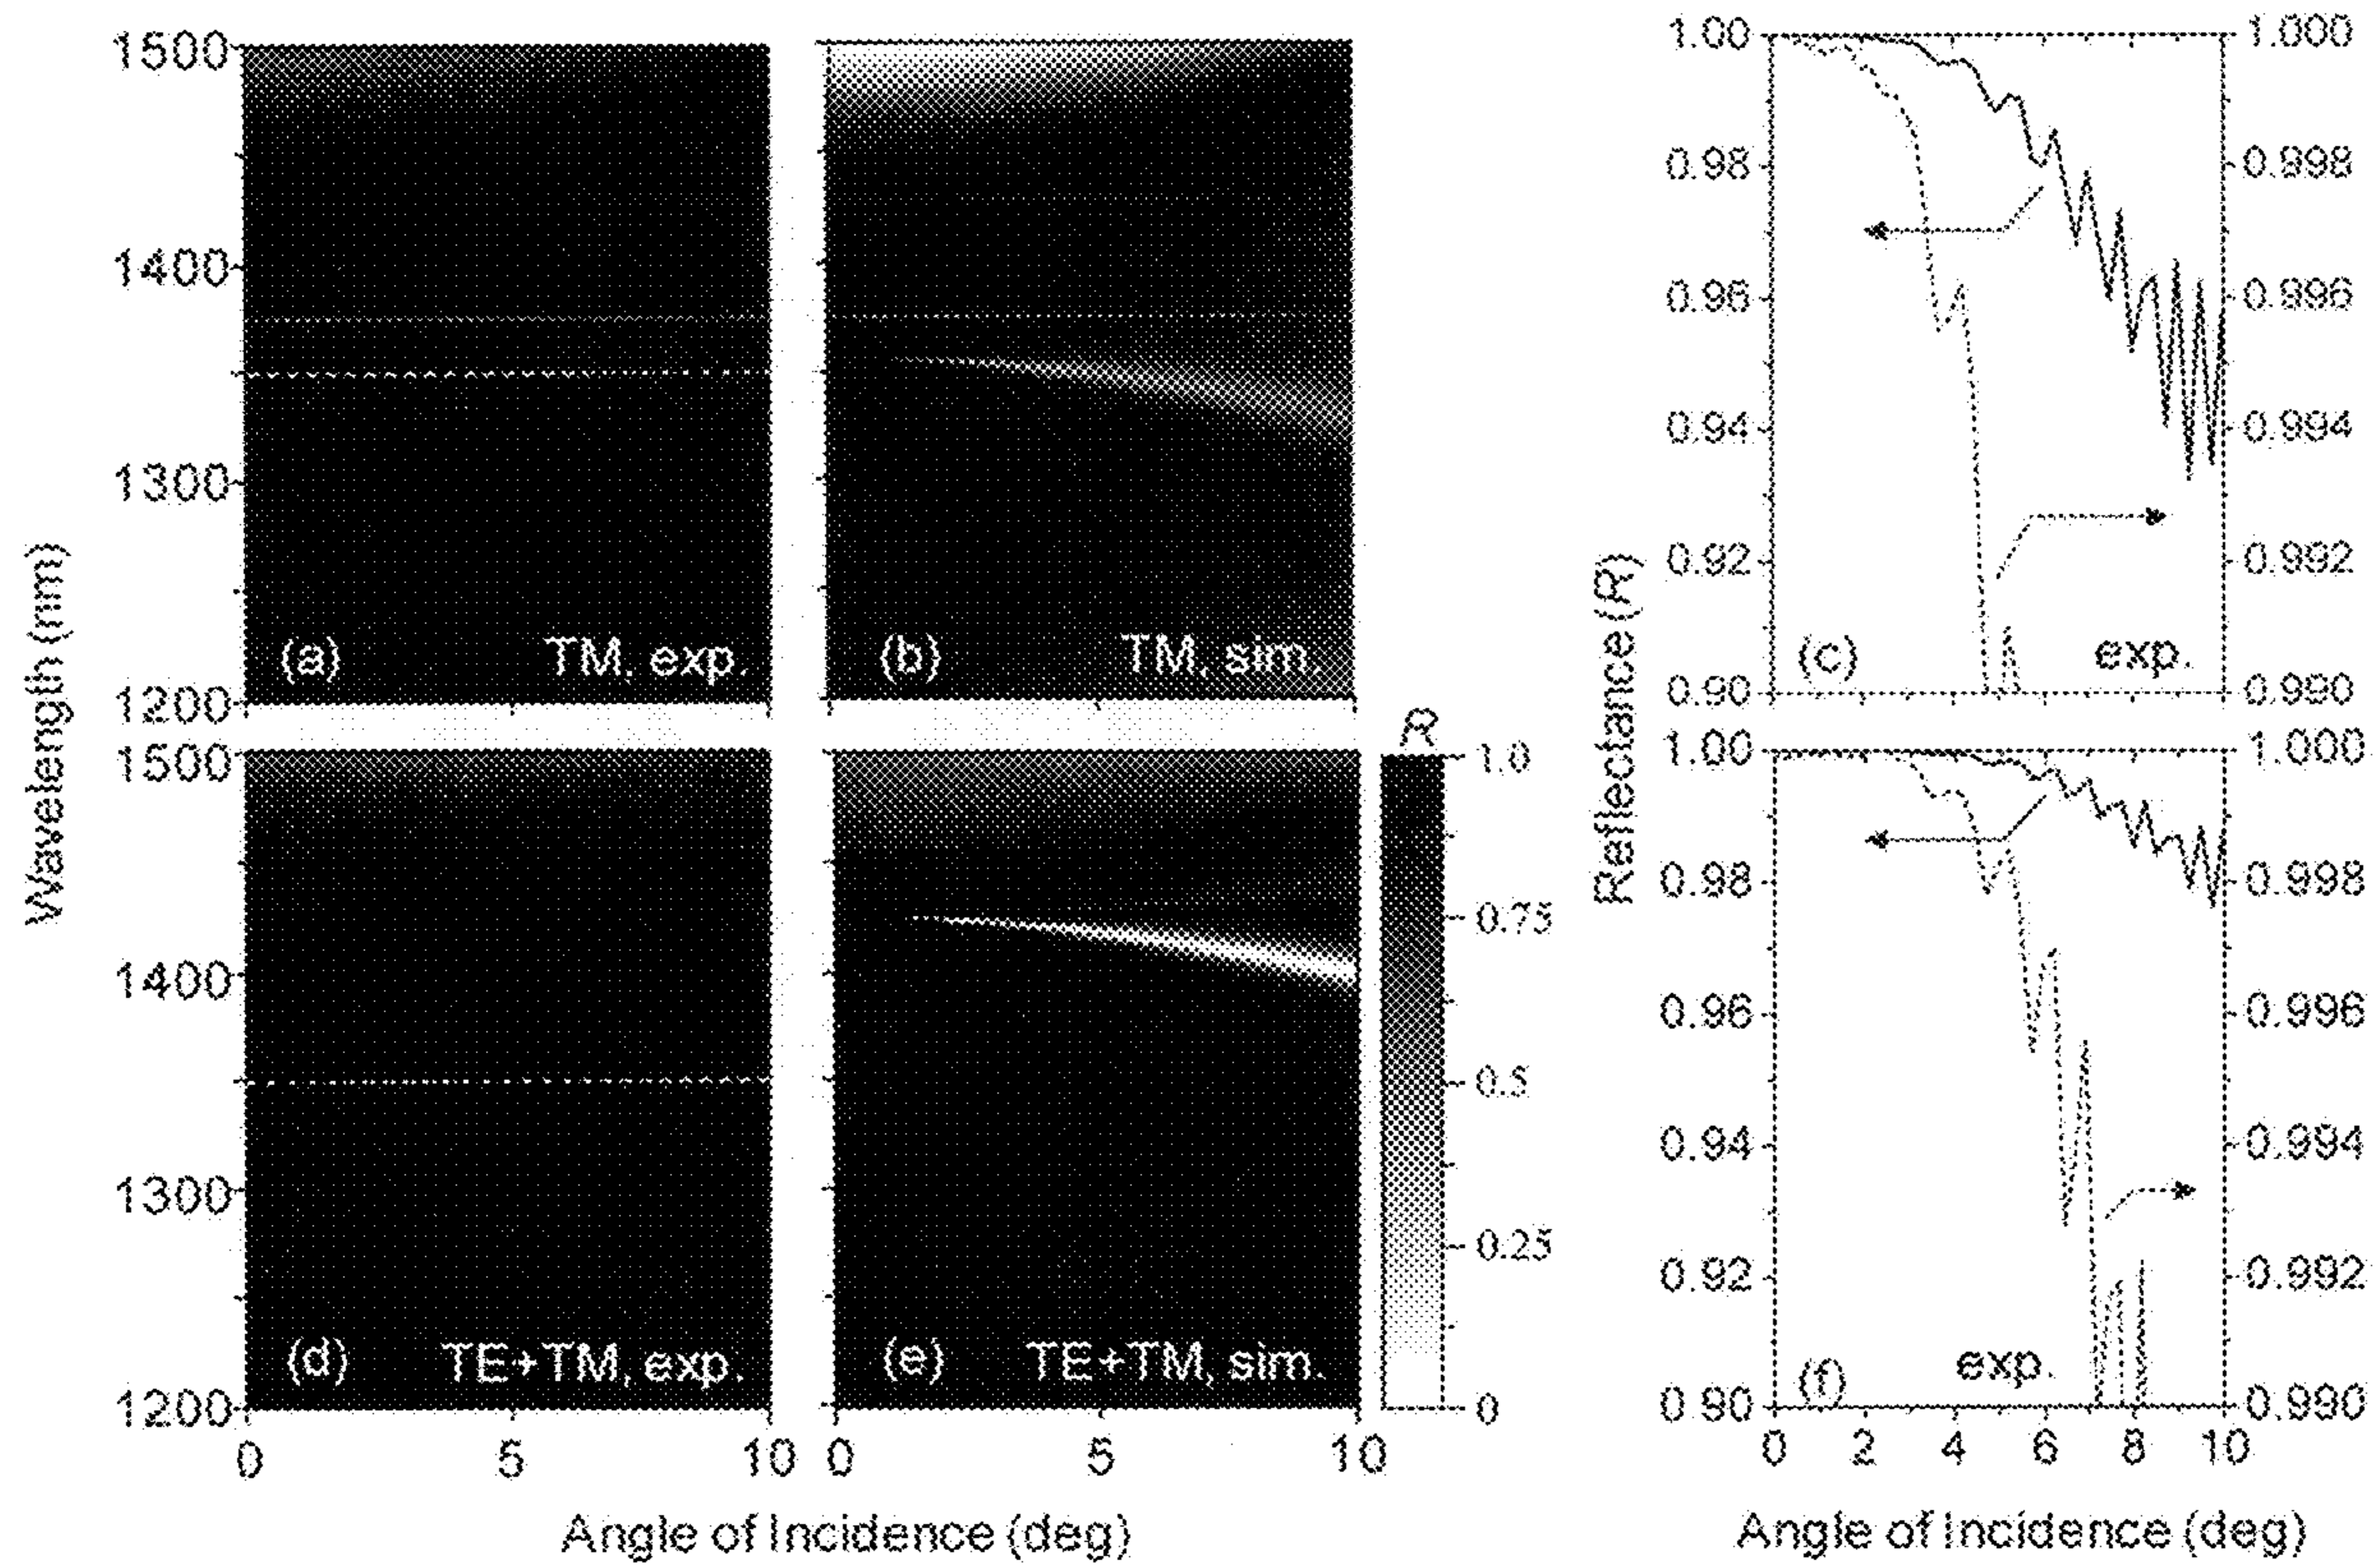 Wavelength (nm)
1500
1400
1300
1200
(a) TM, exp.
(b) TM, sim.
1500
1400
1300
1200
(d) TE+TM, exp.
(e) TE+TM, sim.
0 5 10
0 5 10
Angle of Incidence (deg)
R
1.0
0.75
0.5
0.25
0
Reflectance (R)
1.00 1.000
0.98 0.998
0.96 0.996
0.94 0.994
0.92 0.992
0.90 0.990
(c) exp.
1.00 1.000
0.98 0.998
0.96 0.996
0.94 0.994
0.92 0.992
0.90 0.990
(f) exp.
0 2 4 6 8 10
Angle of Incidence (deg)